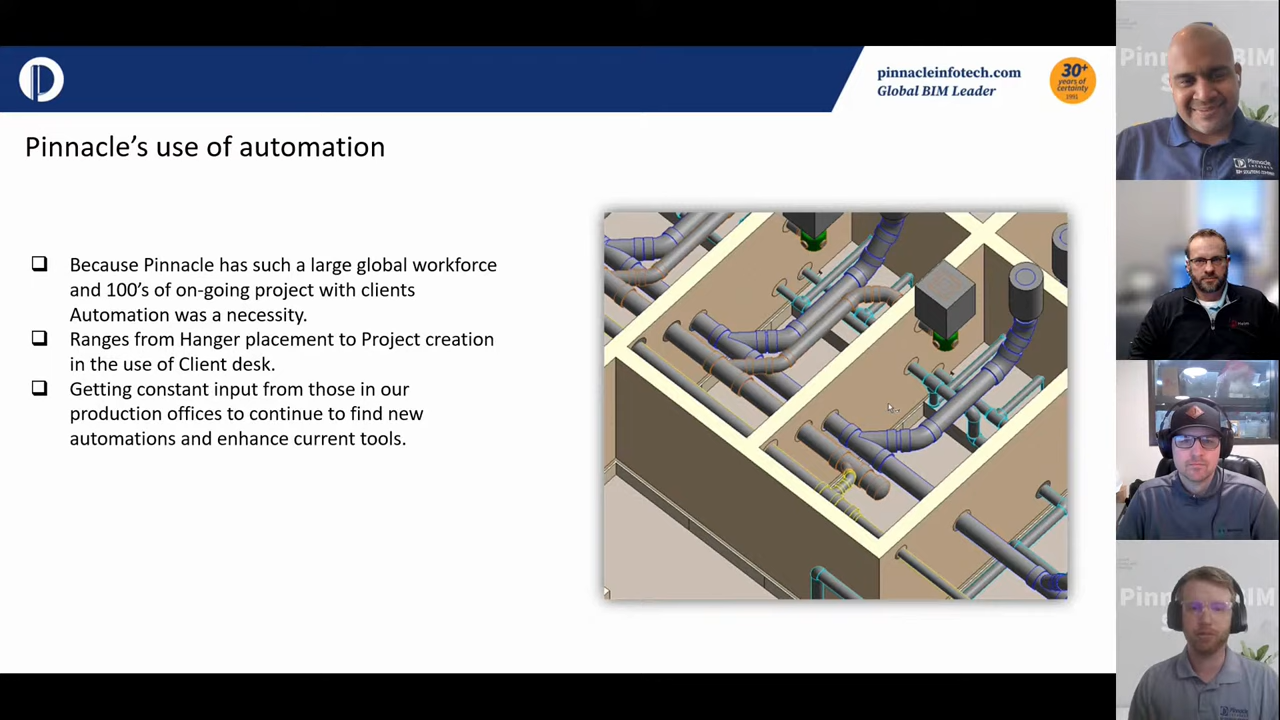 pinnacleinfotech.com
Global BIM Leader
30+
years of
certainty
1991
Pinnacle's use of automation
Because Pinnacle has such a large global workforce
and 100's of on-going project with clients
Automation was a necessity.
Ranges from Hanger placement to Project creation
in the use of Client desk.
Getting constant input from those in our
production offices to continue to find new
automations and enhance current tools.
Pinnacle